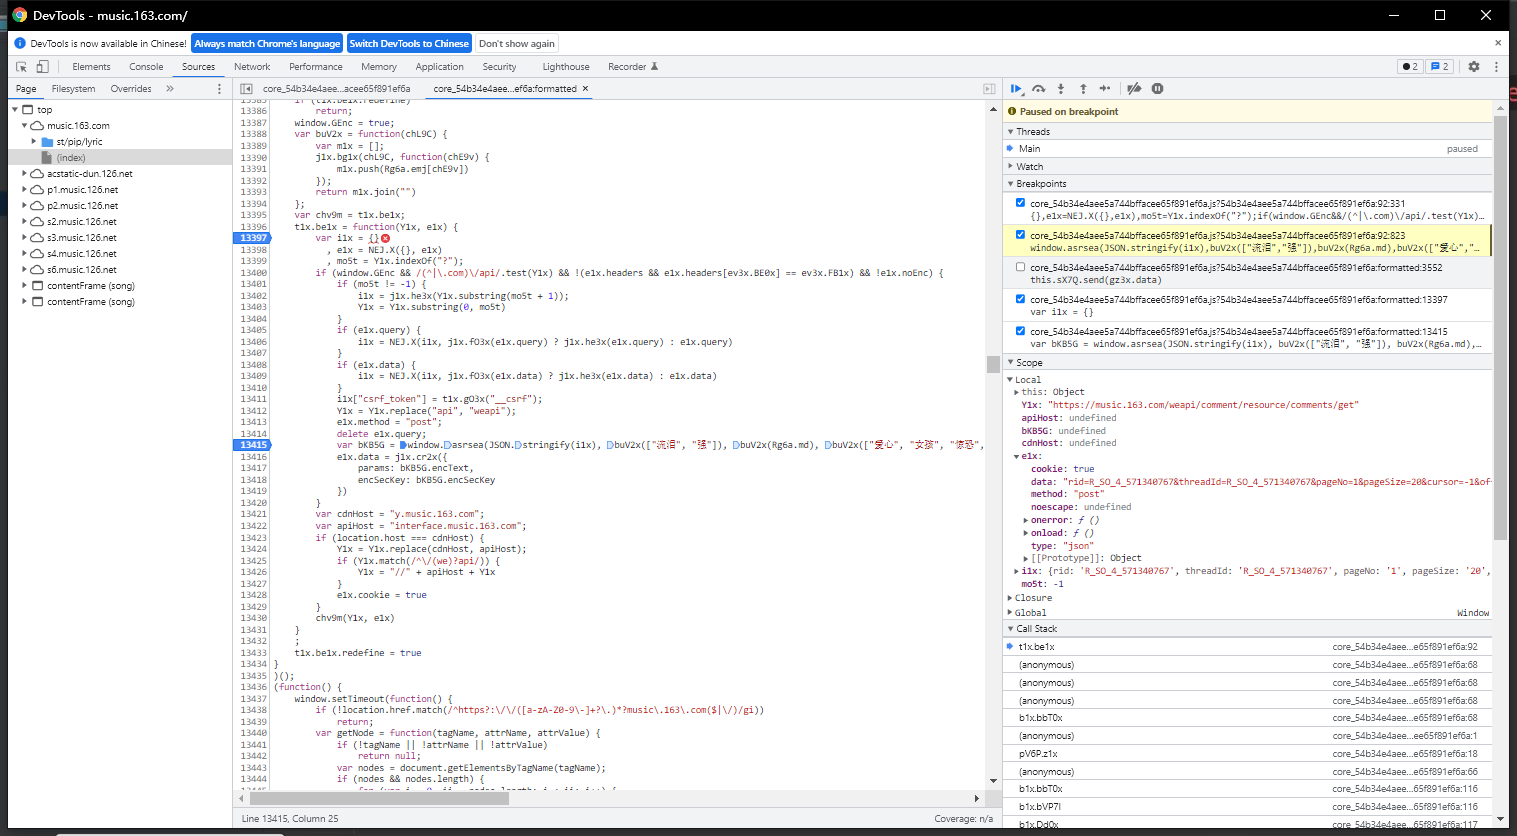 DevTools - music.163.com/
DevTools is now available in Chinese! Always match Chrome's language Switch DevTools to Chinese Don't show again
Elements Console Sources Network Performance Memory Application Security Lighthouse Recorder 2 2
Page Filesystem Overrides
core_54b34e4aee...acee65f891ef6a core_54b34e4aee...ef6a:formatted
top
music.163.com
st/pip/lyric
(index)
acstatic-dun.126.net
p1.music.126.net
p2.music.126.net
s2.music.126.net
s3.music.126.net
s4.music.126.net
s6.music.126.net
contentFrame (song)
contentFrame (song)
13385 if (t1x.be1x.redefine)
13386 return;
13387 window.GEnc = true;
13388 var buV2x = function(chL9C) {
13389 var m1x = [];
13390 j1x.bg1x(chL9C, function(chE9v) {
13391 m1x.push(Rg6a.emj[chE9v])
13392 });
13393 return m1x.join("")
13394 };
13395 var chv9m = t1x.be1x;
13396 t1x.be1x = function(Y1x, e1x) {
13397 var i1x = {}
13398 , e1x = NEJ.X({}, e1x)
13399 , mo5t = Y1x.indexOf("?");
13400 if (window.GEnc && /(^|\.com)\/api/.test(Y1x) && !(e1x.headers && e1x.headers[ev3x.BE0x] == ev3x.FB1x) && !e1x.noEnc) {
13401 if (mo5t != -1) {
13402 i1x = j1x.he3x(Y1x.substring(mo5t + 1));
13403 Y1x = Y1x.substring(0, mo5t)
13404 }
13405 if (e1x.query) {
13406 i1x = NEJ.X(i1x, j1x.fO3x(e1x.query) ? j1x.he3x(e1x.query) : e1x.query)
13407 }
13408 if (e1x.data) {
13409 i1x = NEJ.X(i1x, j1x.fO3x(e1x.data) ? j1x.he3x(e1x.data) : e1x.data)
13410 }
13411 i1x["csrf_token"] = t1x.gO3x("__csrf");
13412 Y1x = Y1x.replace("api", "weapi");
13413 e1x.method = "post";
13414 delete e1x.query;
13415 var bKB5G = window.asrsea(JSON.stringify(i1x), buV2x(["流泪", "强"]), buV2x(Rg6a.md), buV2x(["爱心", "女孩", "惊恐",
13416 e1x.data = j1x.cr2x({
13417 params: bKB5G.encText,
13418 encSecKey: bKB5G.encSecKey
13419 })
13420 }
13421 var cdnHost = "y.music.163.com";
13422 var apiHost = "interface.music.163.com";
13423 if (location.host === cdnHost) {
13424 Y1x = Y1x.replace(cdnHost, apiHost);
13425 if (Y1x.match(/^\/(we)?api/)) {
13426 Y1x = "//" + apiHost + Y1x
13427 }
13428 e1x.cookie = true
13429 }
13430 chv9m(Y1x, e1x)
13431 }
13432 ;
13433 t1x.be1x.redefine = true
13434 }
13435 )();
13436 (function() {
13437 window.setTimeout(function() {
13438 if (!location.href.match(/^https?:\/\/([a-zA-Z0-9\-]+?\.)*?music\.163\.com($|\/)/gi))
13439 return;
13440 var getNode = function(tagName, attrName, attrValue) {
13441 if (!tagName || !attrName || !attrValue)
13442 return null;
13443 var nodes = document.getElementsByTagName(tagName);
13444 if (nodes && nodes.length) {
Line 13415, Column 25 Coverage: n/a
Paused on breakpoint
Threads
Main paused
Watch
Breakpoints
core_54b34e4aee5a744bffacee65f891ef6a.js?54b34e4aee5a744bffacee65f891ef6a:92:331
{},e1x=NEJ.X({},e1x),mo5t=Y1x.indexOf("?");if(window.GEnc&&/(^|\.com)\/api/.test(Y1x)...
core_54b34e4aee5a744bffacee65f891ef6a.js?54b34e4aee5a744bffacee65f891ef6a:92:823
window.asrsea(JSON.stringify(i1x),buV2x(["流泪","强"]),buV2x(Rg6a.md),buV2x(["爱心","...
core_54b34e4aee5a744bffacee65f891ef6a.js?54b34e4aee5a744bffacee65f891ef6a:formatted:3552
this.sX7Q.send(gz3x.data)
core_54b34e4aee5a744bffacee65f891ef6a.js?54b34e4aee5a744bffacee65f891ef6a:formatted:13397
var i1x = {}
core_54b34e4aee5a744bffacee65f891ef6a.js?54b34e4aee5a744bffacee65f891ef6a:formatted:13415
var bKB5G = window.asrsea(JSON.stringify(i1x), buV2x(["流泪", "强"]), buV2x(Rg6a.md),...
Scope
Local
this: Object
Y1x: "https://music.163.com/weapi/comment/resource/comments/get"
apiHost: undefined
bKB5G: undefined
cdnHost: undefined
e1x:
cookie: true
data: "rid=R_SO_4_571340767&threadId=R_SO_4_571340767&pageNo=1&pageSize=20&cursor=-1&of
method: "post"
noescape: undefined
onerror: ƒ ()
onload: ƒ ()
type: "json"
[[Prototype]]: Object
i1x: {rid: 'R_SO_4_571340767', threadId: 'R_SO_4_571340767', pageNo: '1', pageSize: '20',
mo5t: -1
Closure
Global Window
Call Stack
t1x.be1x core_54b34e4aee...e65f891ef6a:92
(anonymous) core_54b34e4aee...e65f891ef6a:68
(anonymous) core_54b34e4aee...e65f891ef6a:68
(anonymous) core_54b34e4aee...e65f891ef6a:68
b1x.bbT0x core_54b34e4aee...e65f891ef6a:68
(anonymous) core_54b34e4aee...ee65f891ef6a:1
pV6P.z1x core_54b34e4aee...e65f891ef6a:18
(anonymous) core_54b34e4aee...e65f891ef6a:66
b1x.bbT0x core_54b34e4aee...65f891ef6a:116
b1x.bVP7I core_54b34e4aee...65f891ef6a:116
b1x.Dd0x core_54b34e4aee...65f891ef6a:117